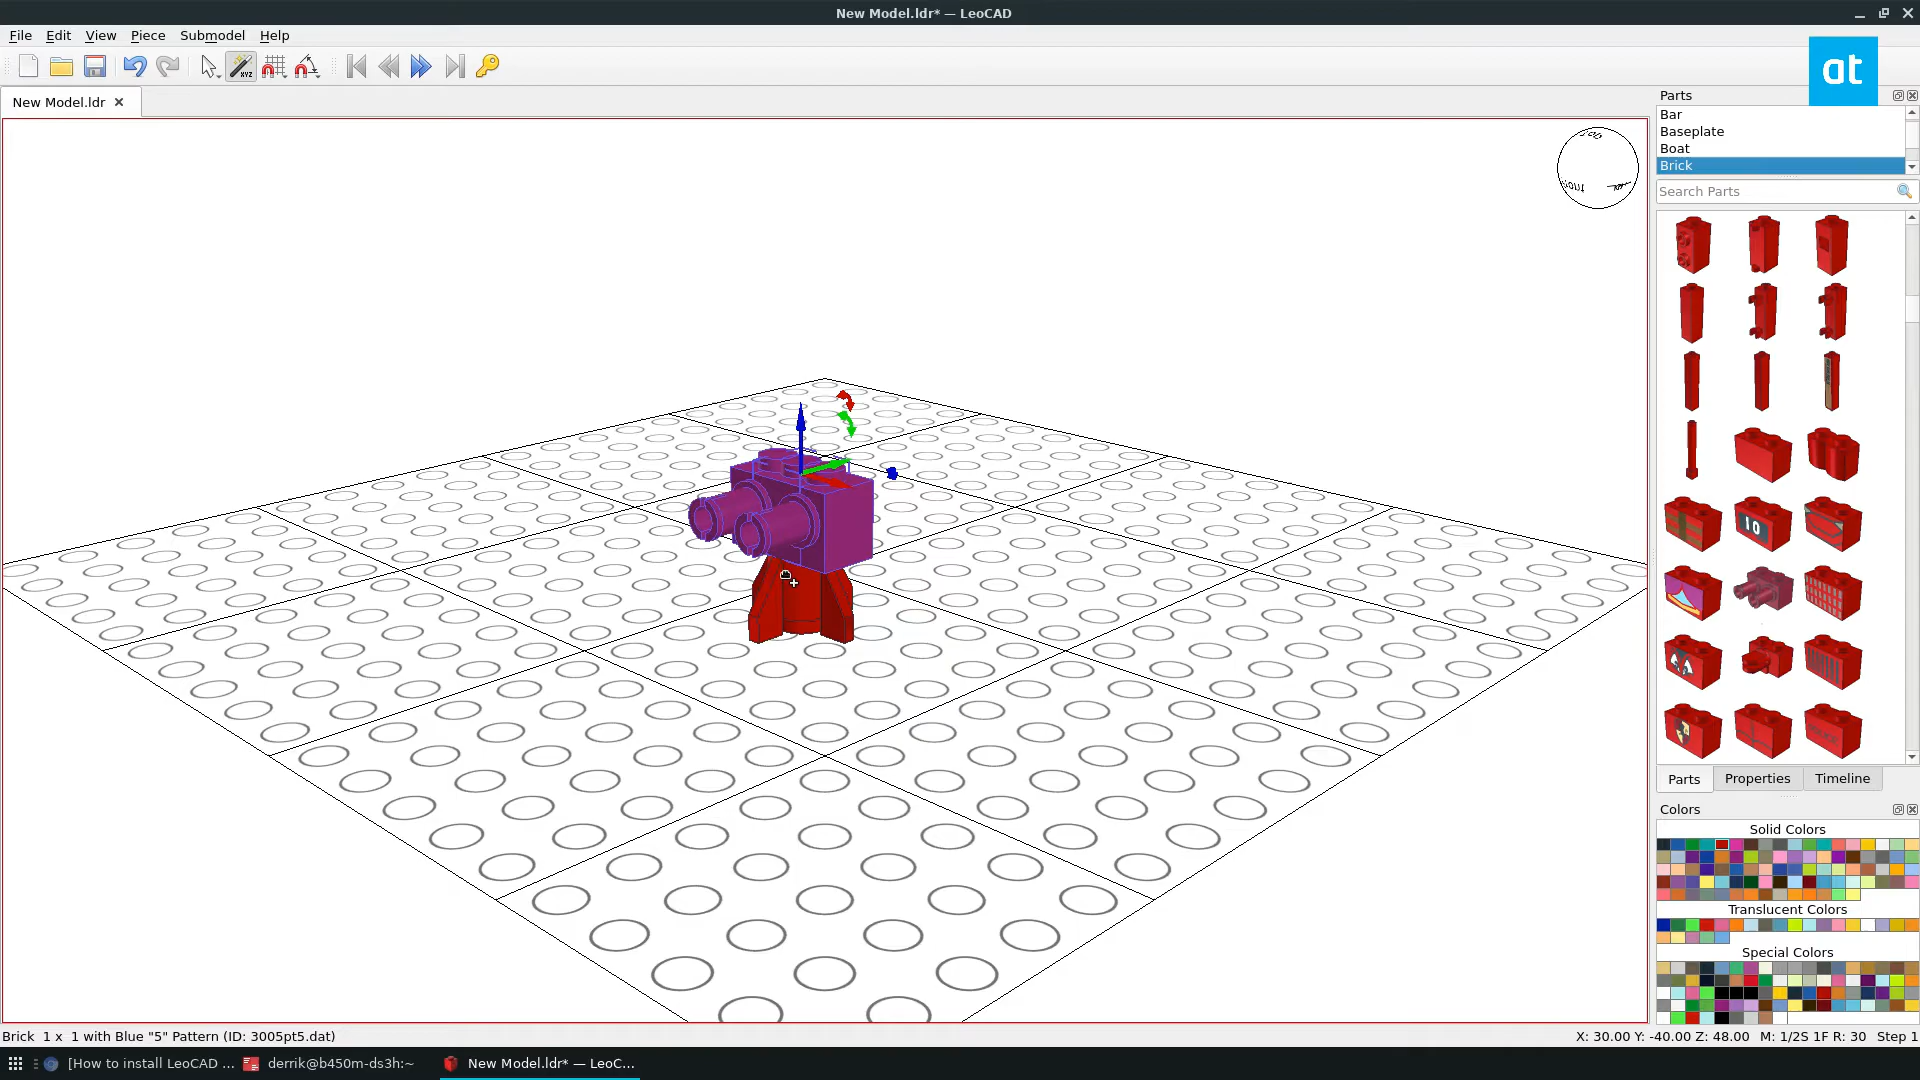 New Model.ldr* — LeoCAD
File Edit View Piece Submodel Help
XYZ
at
New Model.ldr
Parts
Bar
Baseplate
Boat
Brick
Search Parts
10
Parts Properties Timeline
Colors
Solid Colors
Translucent Colors
Special Colors
Brick 1 x 1 with Blue "5" Pattern (ID: 3005pt5.dat)
X: 30.00 Y: -40.00 Z: 48.00 M: 1/2S 1F R: 30 Step 1
[How to install LeoCAD ... derrik@b450m-ds3h:~ New Model.ldr* — LeoC...